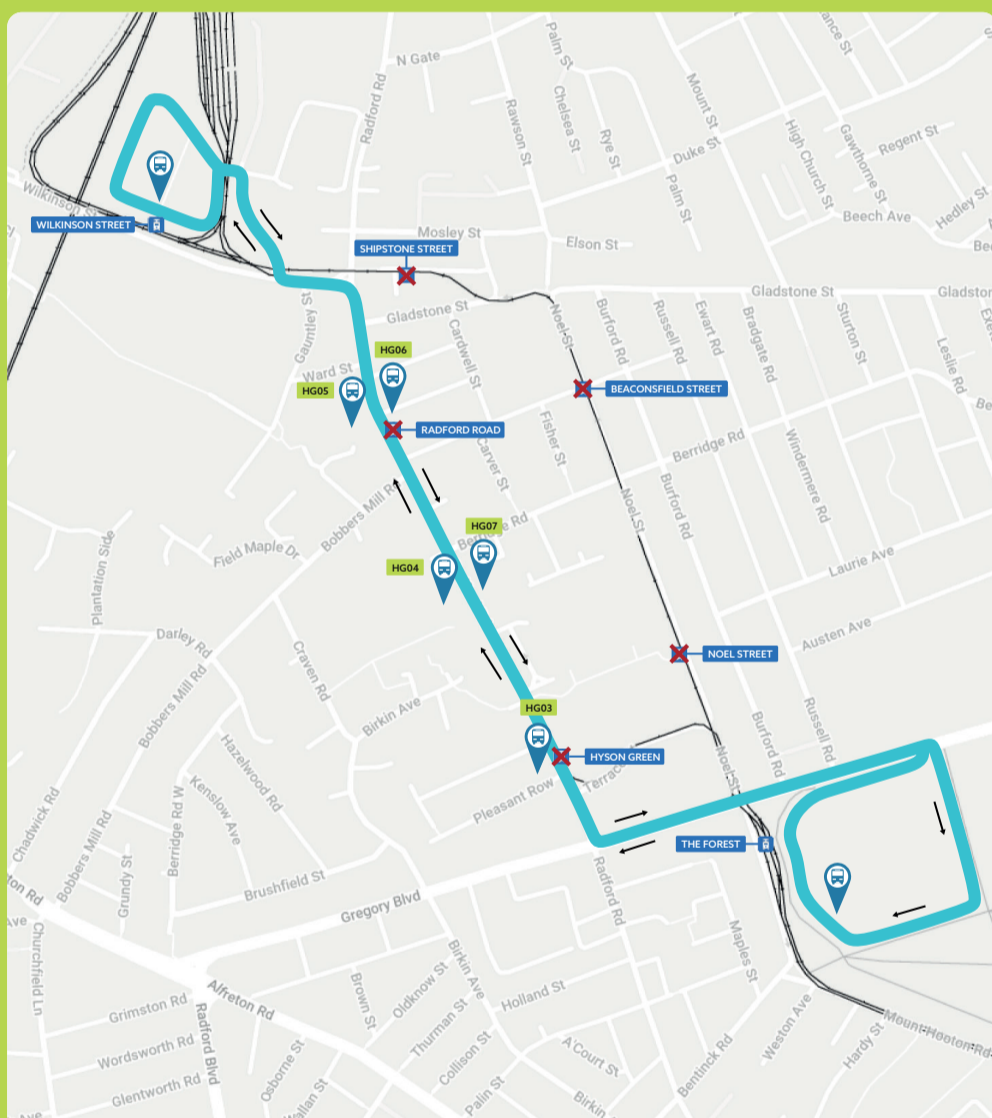 N Gate
Radford Rd
Palm St
Chelsea St
Rye St
Rawson St
Mount St
Duke St
Palm St
High Church St
Gawthorne St
Regent St
Hedley St
Beech Ave
Wilkinson St
WILKINSON STREET
Mosley St
Elson St
SHIPSTONE STREET
Gladstone St
Gladstone St
Gauntley St
Noel St
Burford Rd
Russell Rd
Ewart Rd
Bradgate Rd
Sturton St
Leslie Rd
Cardwell St
Ward St
HG06
HG05
BEACONSFIELD STREET
RADFORD ROAD
Fisher St
Carver St
Berridge Rd
Windermere Rd
Bobbers Mill Rd
Noel St
Burford Rd
HG07
Berridge Rd
HG04
Field Maple Dr
Plantation Side
Laurie Ave
Darley Rd
Austen Ave
NOEL STREET
Craven Rd
Bobbers Mill Rd
Birkin Ave
HG03
HYSON GREEN
Burford Rd
Russell Rd
Noel St
Hazelwood Rd
Kenslow Ave
Pleasant Row
Terrace
Chadwick Rd
Berridge Rd W
Bobbers Mill Rd
Grundy St
THE FOREST
Brushfield St
Gregory Blvd
Radford Rd
Maples St
Churchfield Ln
Birkin Ave
Brown St
Oldknow St
Holland St
Alfreton Rd
Grimston Rd
Radford Blvd
Wordsworth Rd
Glentworth Rd
Osborne St
Thurman St
Collison St
A'Court St
Bentinck Rd
Weston Ave
Hardy St
Mount Hooton Rd
Palin St
Birkin